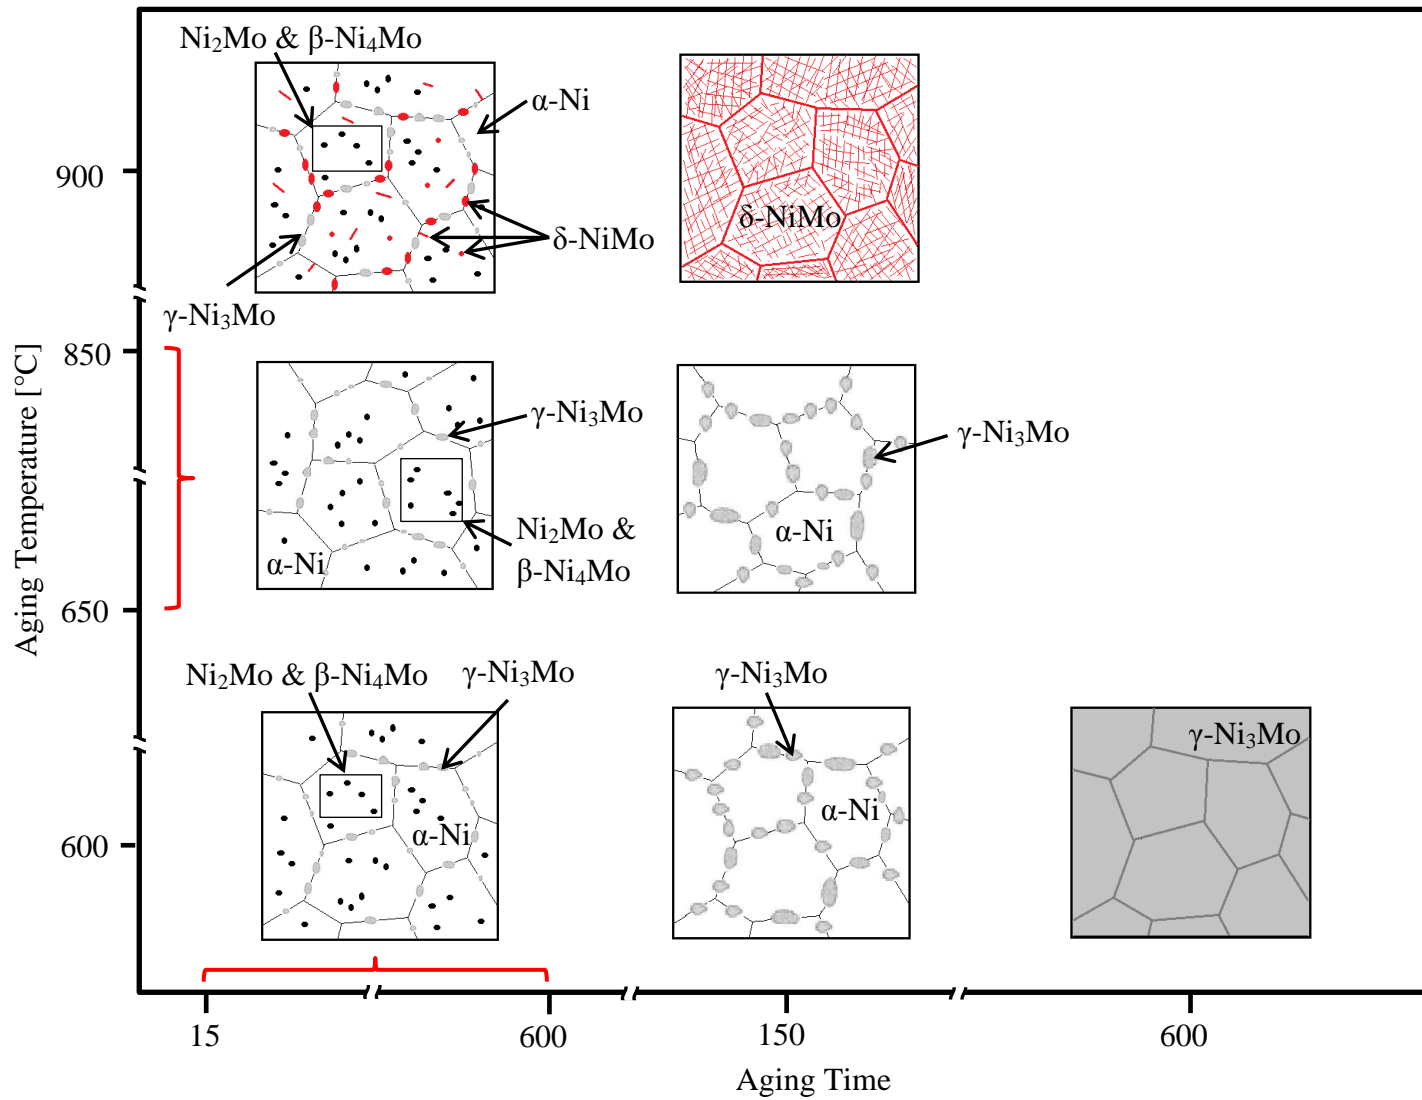 Ni₂Mo & β-Ni₄Mo
α-Ni
900
δ-NiMo
δ-NiMo
γ-Ni₃Mo
850
γ-Ni₃Mo
γ-Ni₃Mo
Aging Temperature [°C]
Ni₂Mo &
β-Ni₄Mo
α-Ni
α-Ni
650
Ni₂Mo & β-Ni₄Mo
γ-Ni₃Mo
γ-Ni₃Mo
γ-Ni₃Mo
α-Ni
α-Ni
600
15
600
150
600
Aging Time